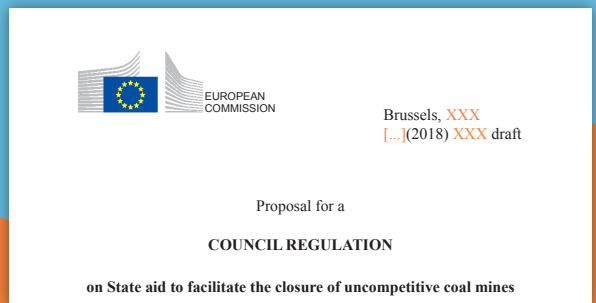 EUROPEAN
COMMISSION
Brussels, XXX
[...](2018) XXX draft
Proposal for a
COUNCIL REGULATION
on State aid to facilitate the closure of uncompetitive coal mines